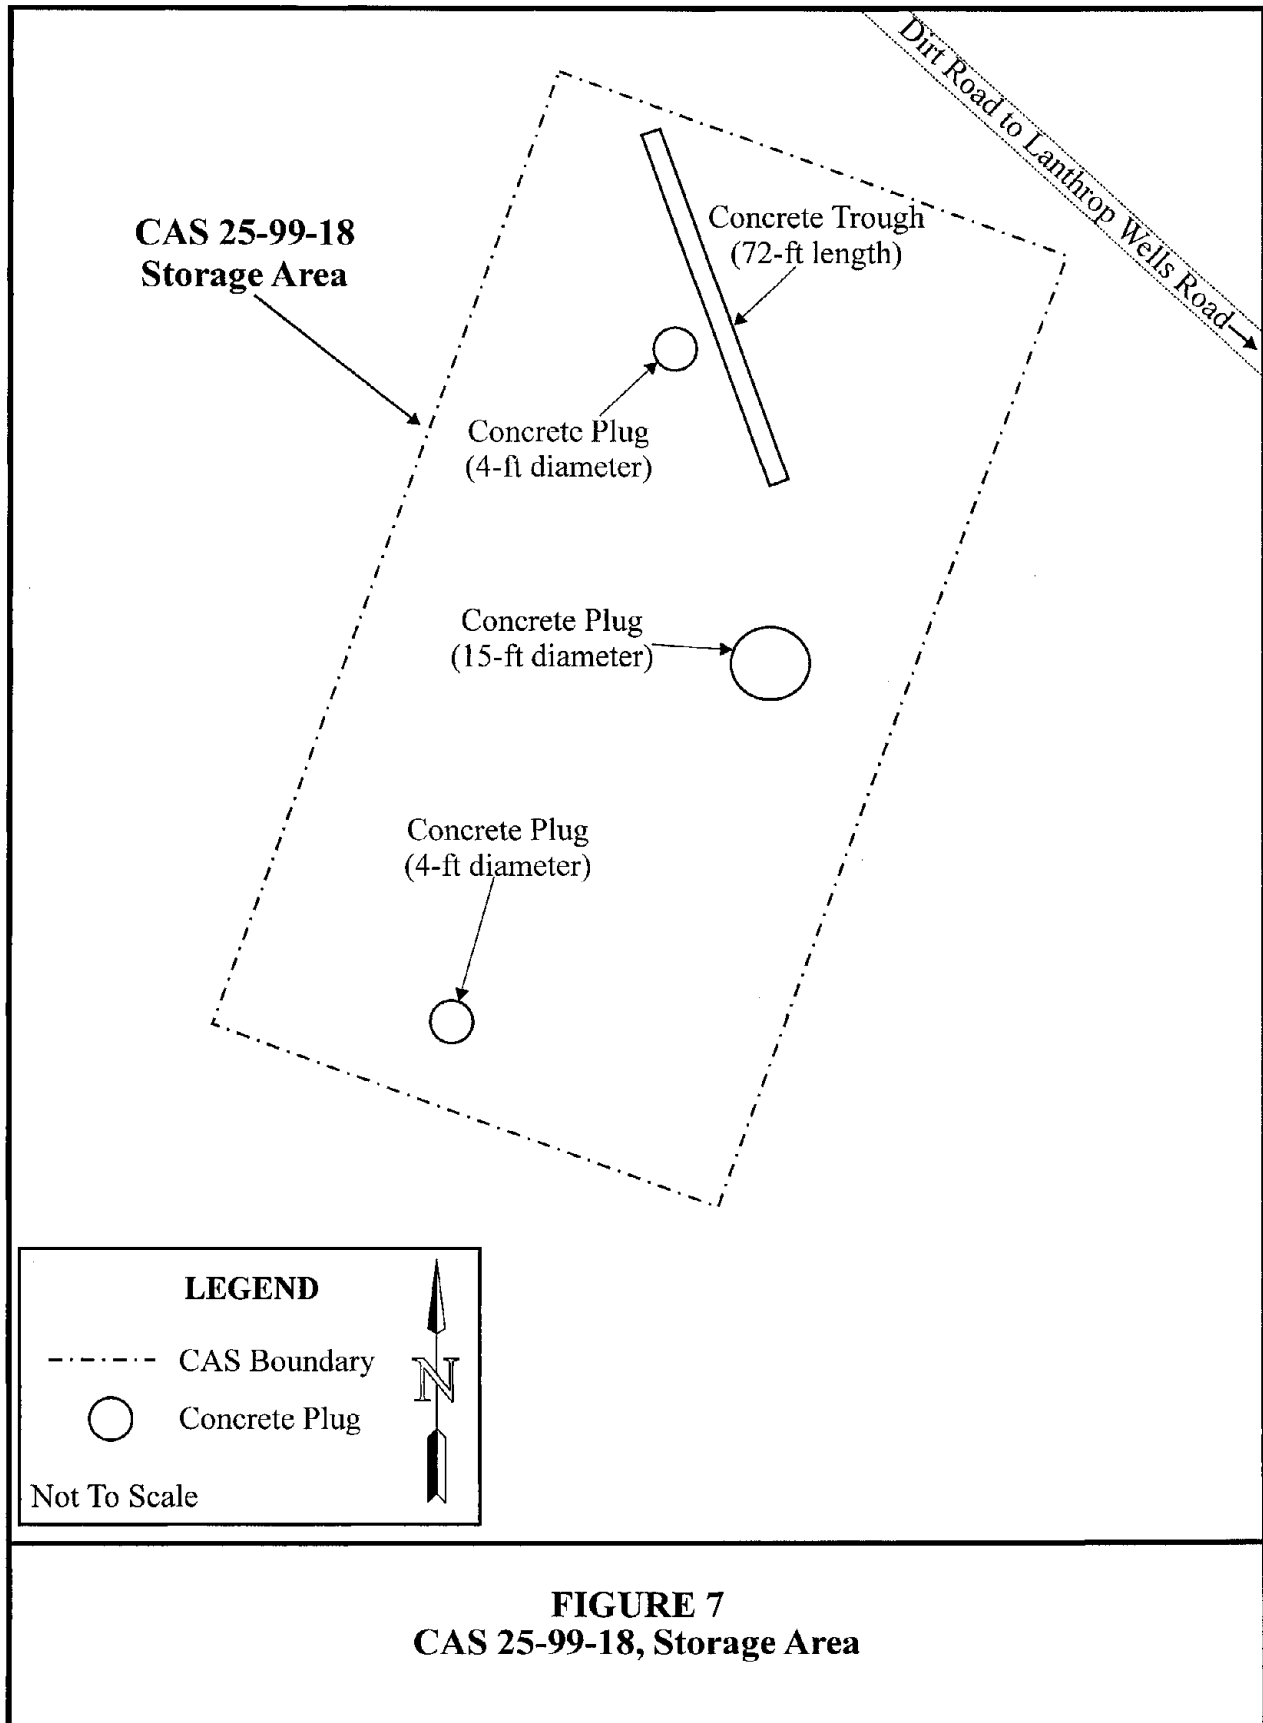 Dirt Road to Lanthrop Wells Road
CAS 25-99-18
Storage Area
Concrete Trough
(72-ft length)
Concrete Plug
(4-ft diameter)
Concrete Plug
(15-ft diameter)
Concrete Plug
(4-ft diameter)
LEGEND
CAS Boundary
Concrete Plug
N
Not To Scale
FIGURE 7
CAS 25-99-18, Storage Area